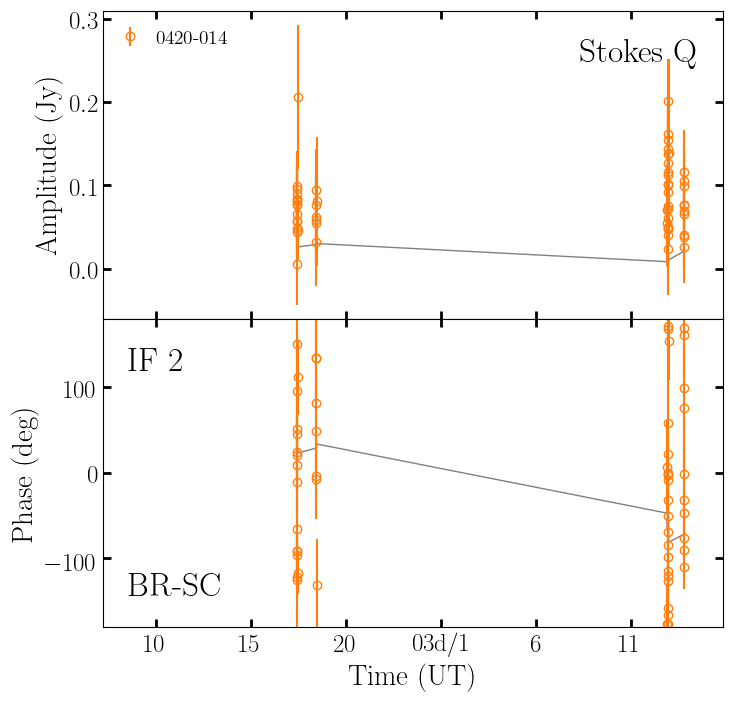 0.3
0420-014
Stokes Q
0.2
0.1
0.0
Amplitude (Jy)
IF 2
100
0
−100
Phase (deg)
BR-SC
10 15 20 03d/1 6 11
Time (UT)